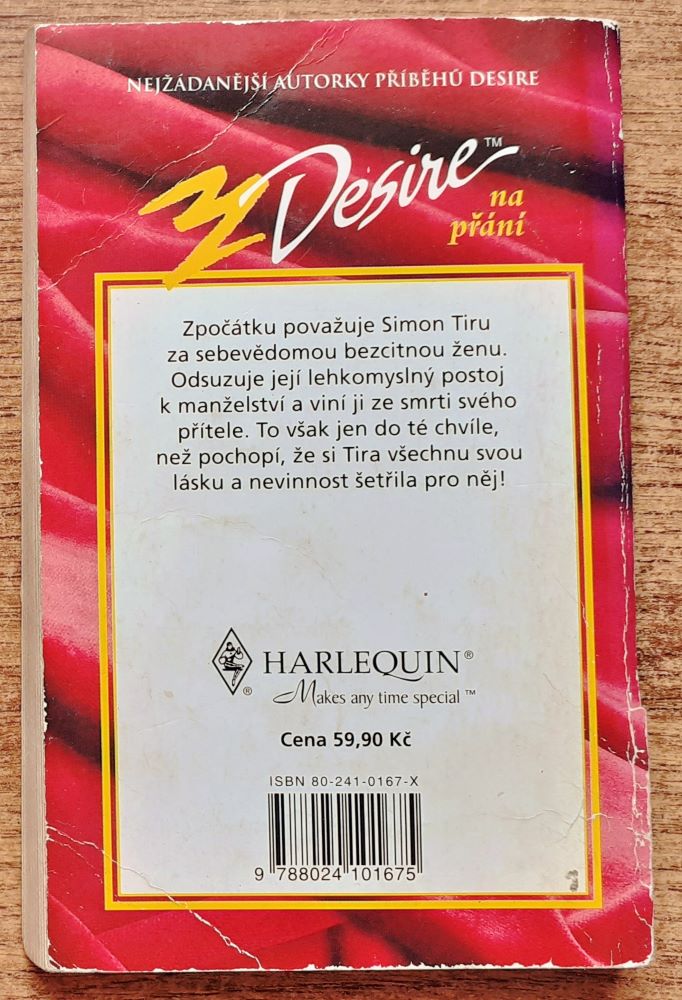 NEJŽÁDANĚJŠÍ AUTORKY PŘÍBĚHŮ DESIRE
3 Desire™
na
přání
Zpočátku považuje Simon Tiru
za sebevědomou bezcitnou ženu.
Odsuzuje její lehkomyslný postoj
k manželství a viní ji ze smrti svého
přítele. To však jen do té chvíle,
než pochopí, že si Tira všechnu svou
lásku a nevinnost šetřila pro něj!
HARLEQUIN®
® Makes any time special™
Cena 59,90 Kč
ISBN 80-241-0167-X
9 788024 101675